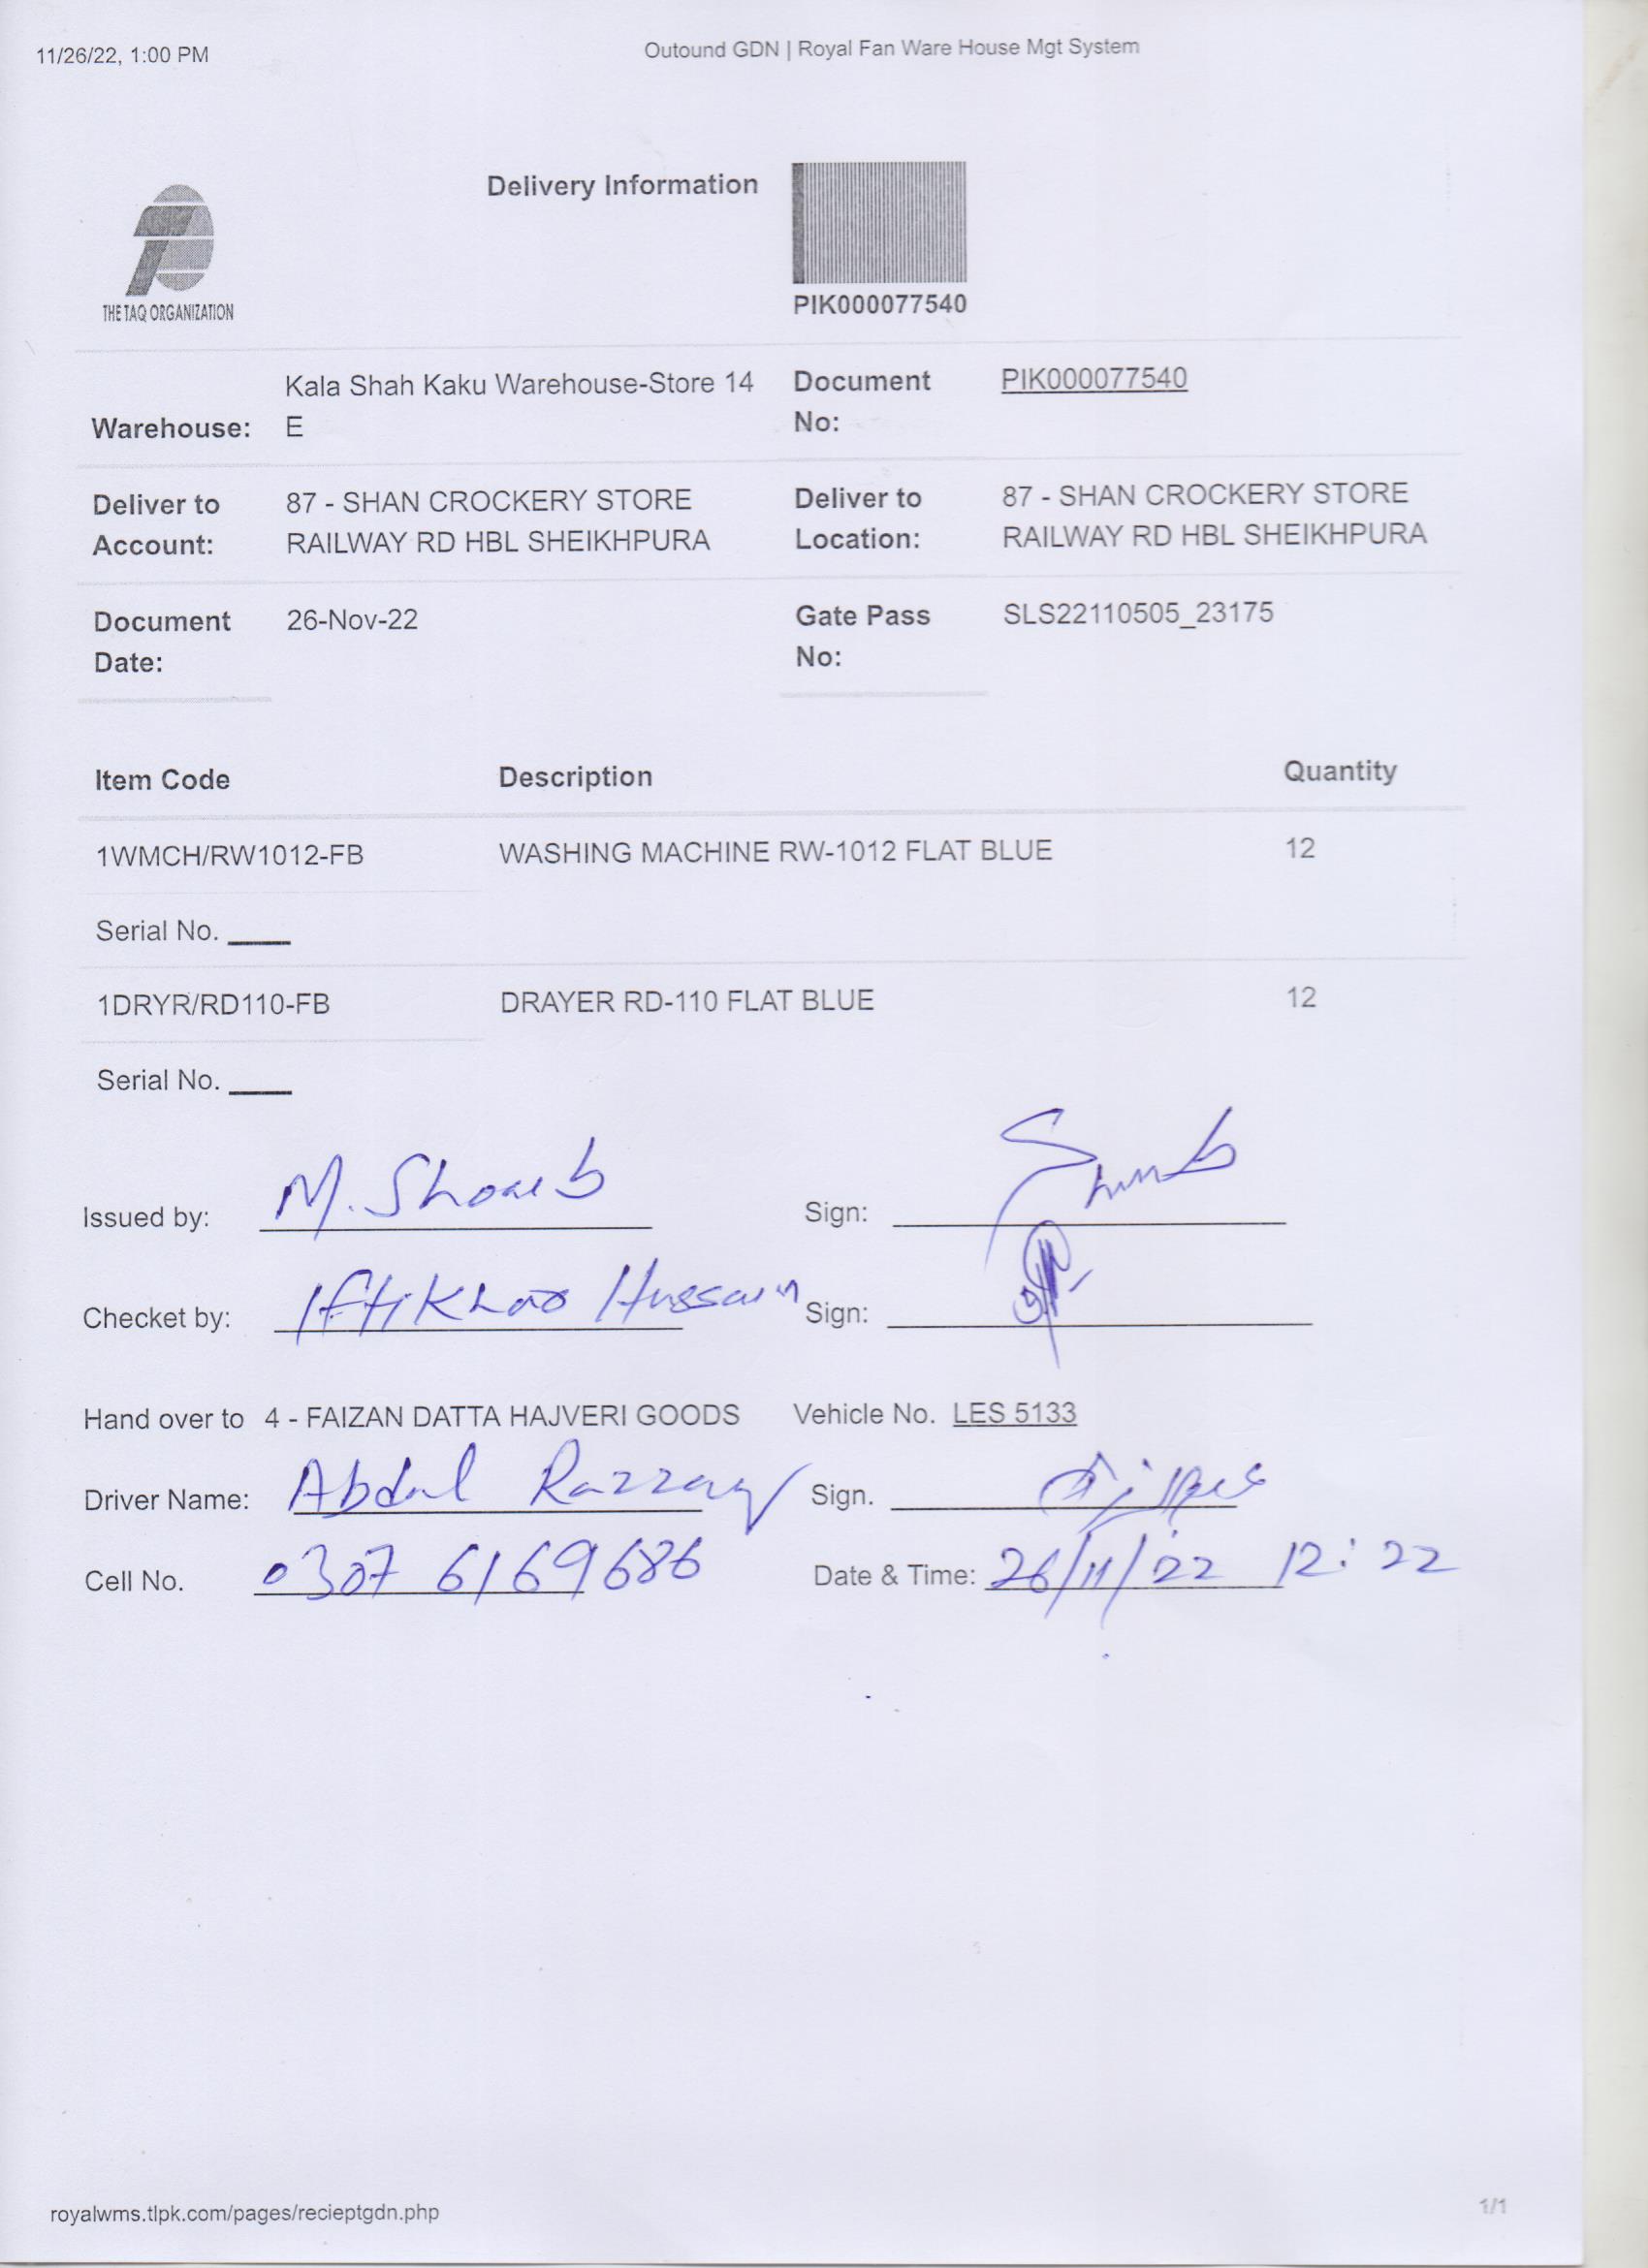 11/26/22, 1:00 PM
Outound GDN | Royal Fan Ware House Mgt System
THE TAQ ORGANIZATION
Delivery Information
PIK000077540
Warehouse: Kala Shah Kaku Warehouse-Store 14 E
Document No: PIK000077540
Deliver to Account: 87 - SHAN CROCKERY STORE RAILWAY RD HBL SHEIKHPURA
Deliver to Location: 87 - SHAN CROCKERY STORE RAILWAY RD HBL SHEIKHPURA
Document Date: 26-Nov-22
Gate Pass No: SLS22110505_23175
Item Code Description Quantity
1WMCH/RW1012-FB WASHING MACHINE RW-1012 FLAT BLUE 12
Serial No.
1DRYR/RD110-FB DRAYER RD-110 FLAT BLUE 12
Serial No.
Issued by: M. Shoaib Sign:
Checket by: Iftikhar Hussain Sign:
Hand over to 4 - FAIZAN DATTA HAJVERI GOODS Vehicle No. LES 5133
Driver Name: Abdul Razzaq Sign.
Cell No. 0307 6169686 Date & Time: 26/11/22 12:22
royalwms.tlpk.com/pages/recieptgdn.php
1/1